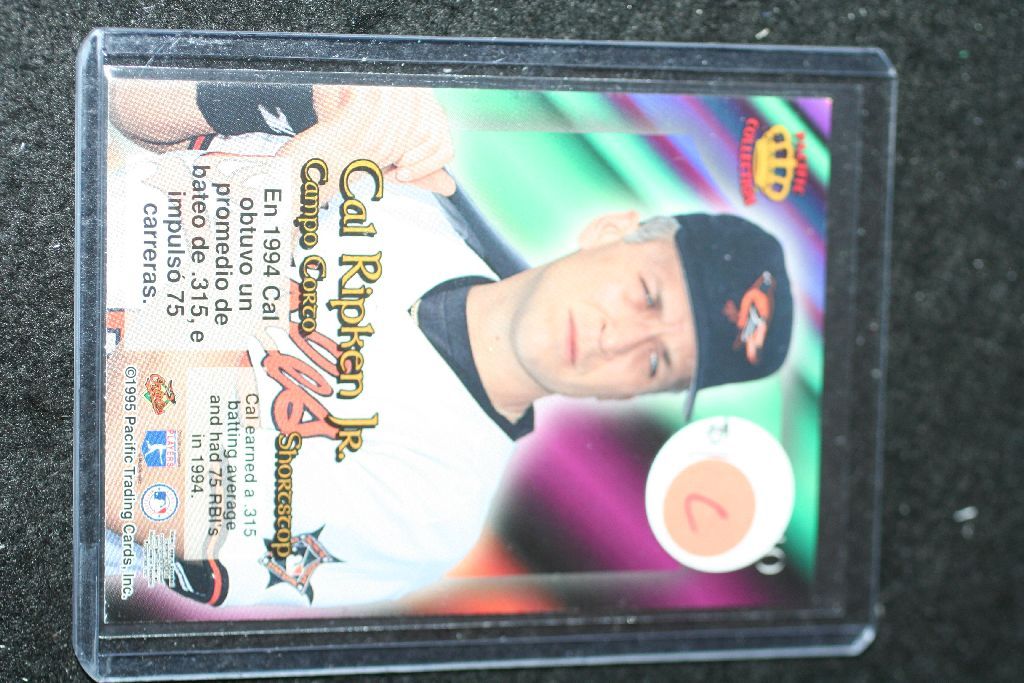 PACIFIC
COLLECTION
Cal Ripken Jr.
Campo Corto
Shortstop
En 1994 Cal
obtuvo un
promedio de
bateo de .315, e
impulsó 75
carreras.
Cal earned a .315
batting average
and had 75 RBI's
in 1994.
PLAYERS
©1995 Pacific Trading Cards, Inc.